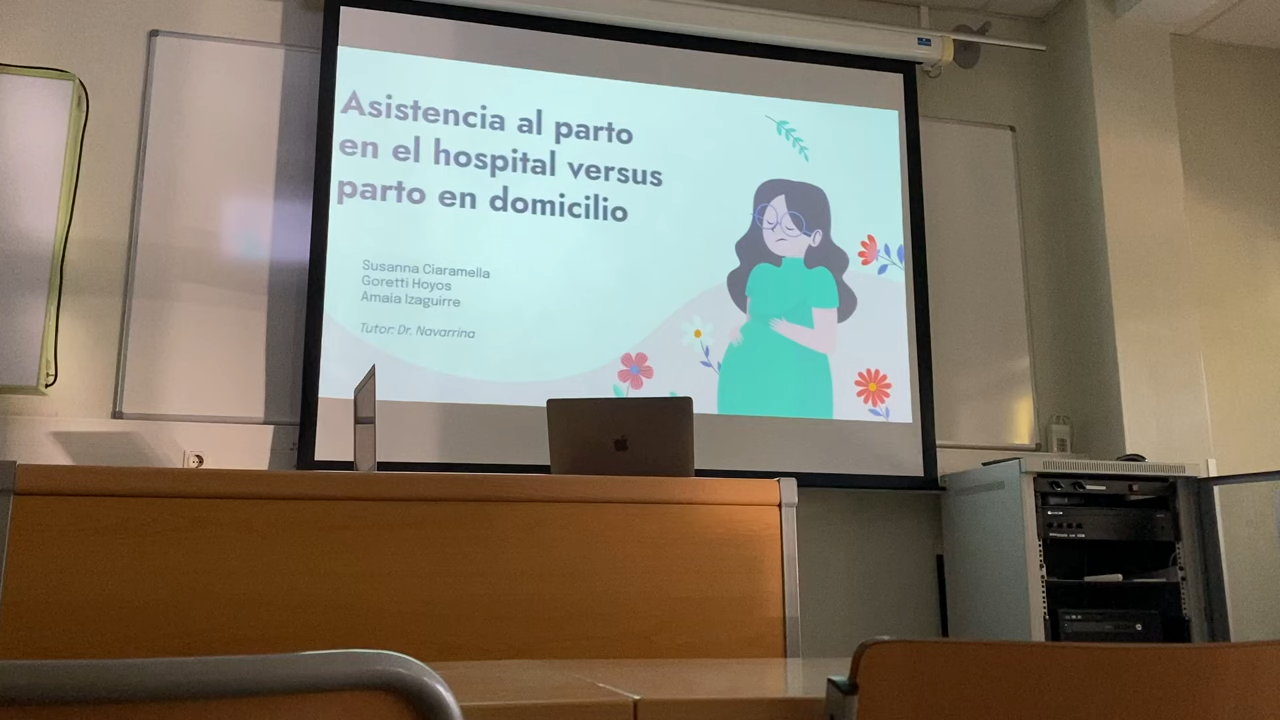 Asistencia al parto
en el hospital versus
parto en domicilio
Susanna Ciaramella
Goretti Hoyos
Amaia Izaguirre
Tutor: Dr. Navarrina